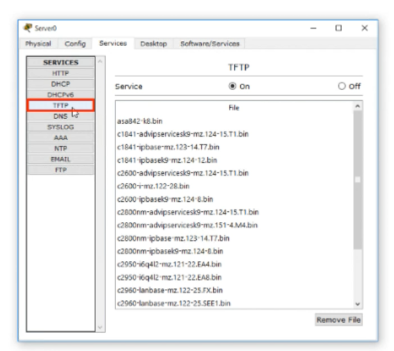 Server0
Physical Config Services Desktop Software/Services
SERVICES
HTTP
DHCP
DHCPv6
TFTP
DNS
SYSLOG
AAA
NTP
EMAIL
FTP
TFTP
Service On Off
File
asa842-k8.bin
c1841-advipservicesk9-mz.124-15.T1.bin
c1841-ipbase-mz.123-14.T7.bin
c1841-ipbasek9-mz.124-12.bin
c2600-advipservicesk9-mz.124-15.T1.bin
c2600-i-mz.122-28.bin
c2600-ipbasek9-mz.124-8.bin
c2800nm-advipservicesk9-mz.124-15.T1.bin
c2800nm-advipservicesk9-mz.151-4.M4.bin
c2800nm-ipbase-mz.123-14.T7.bin
c2800nm-ipbasek9-mz.124-8.bin
c2950-i6q4l2-mz.121-22.EA4.bin
c2950-i6q4l2-mz.121-22.EA8.bin
c2960-lanbase-mz.122-25.FX.bin
c2960-lanbase-mz.122-25.SEE1.bin
Remove File